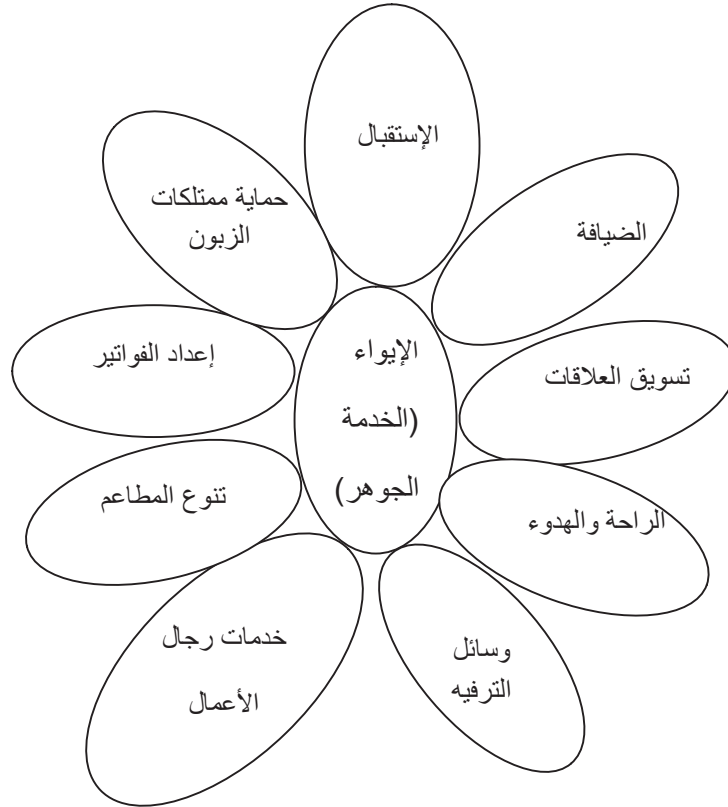 الإستقبال
الضيافة
حماية ممتلكات
الزبون
تسويق العلاقات
إعداد الفواتير
الإيواء
(الخدمة
الجوهر)
الراحة والهدوء
تنوع المطاعم
وسائل
الترفيه
خدمات رجال
الأعمال